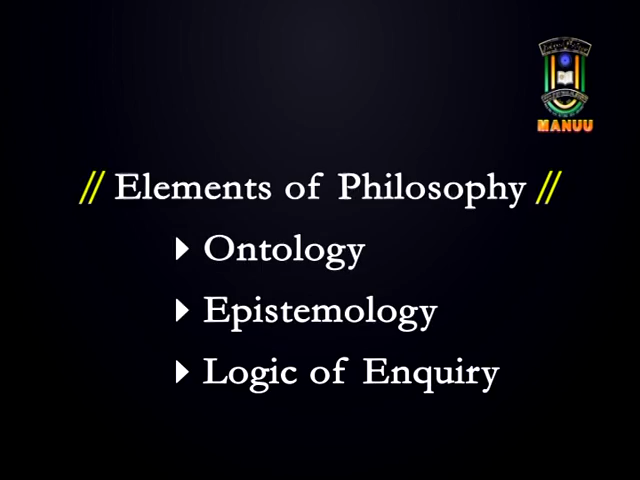 MANUU
// Elements of Philosophy //
Ontology
Epistemology
Logic of Enquiry